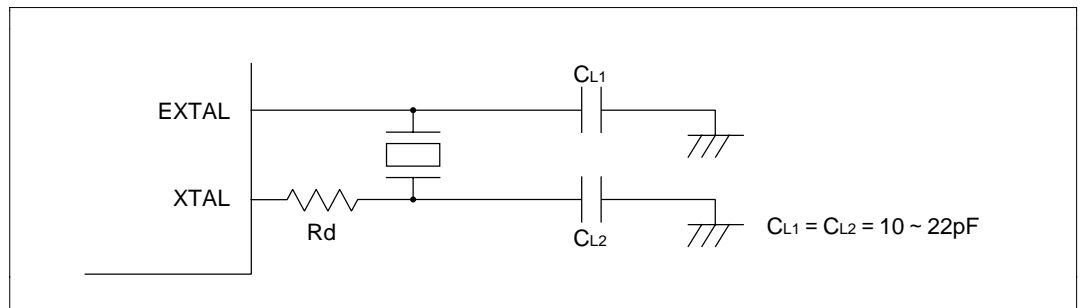 CL1
EXTAL
XTAL
Rd
CL2
CL1 = CL2 = 10 ~ 22pF